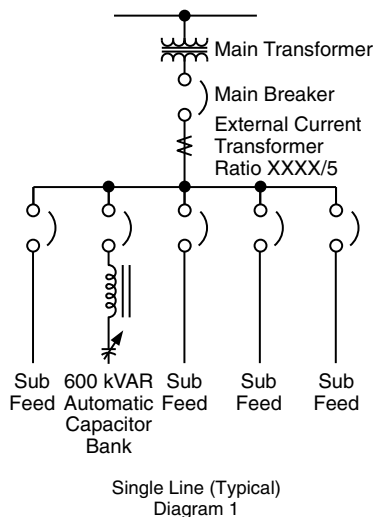 Main Transformer
Main Breaker
External Current
Transformer
Ratio XXXX/5
Sub
Feed
600 kVAR
Automatic
Capacitor
Bank
Sub
Feed
Sub
Feed
Sub
Feed
Single Line (Typical)
Diagram 1